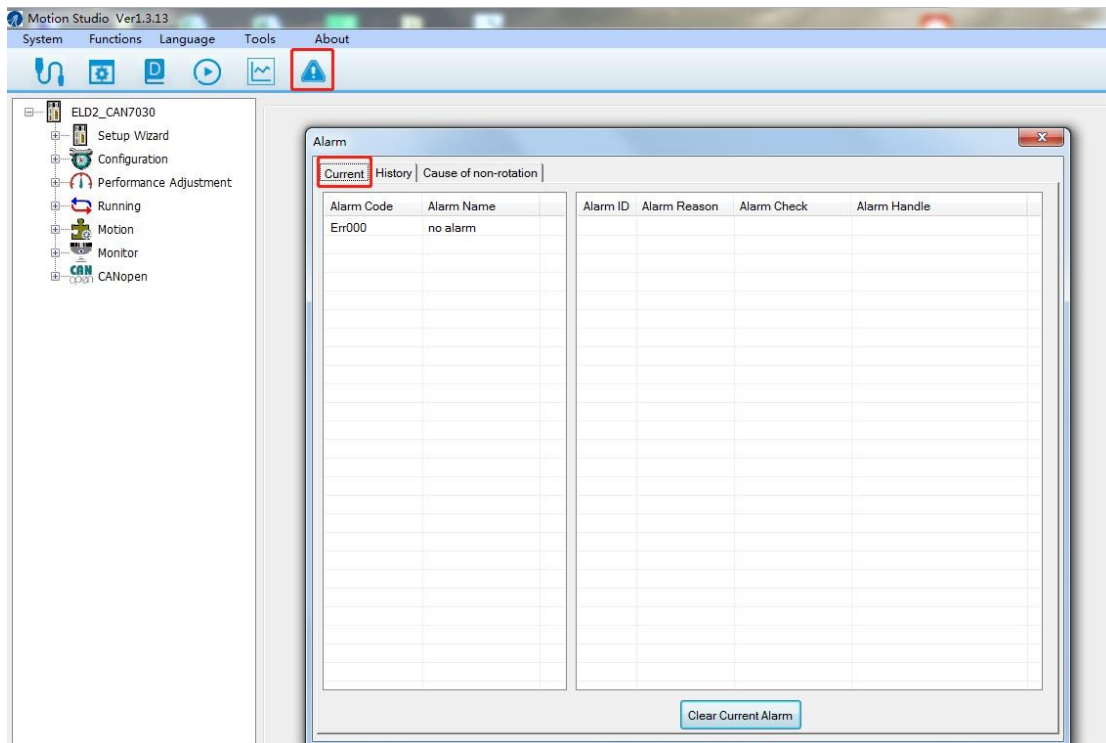 Motion Studio Ver1.3.13
System Functions Language Tools About
D
ELD2_CAN7030
Setup Wizard
Configuration
Performance Adjustment
Running
Motion
Monitor
CAN open CANopen
Alarm
Current History Cause of non-rotation
Alarm Code Alarm Name Alarm ID Alarm Reason Alarm Check Alarm Handle
Err000 no alarm
Clear Current Alarm